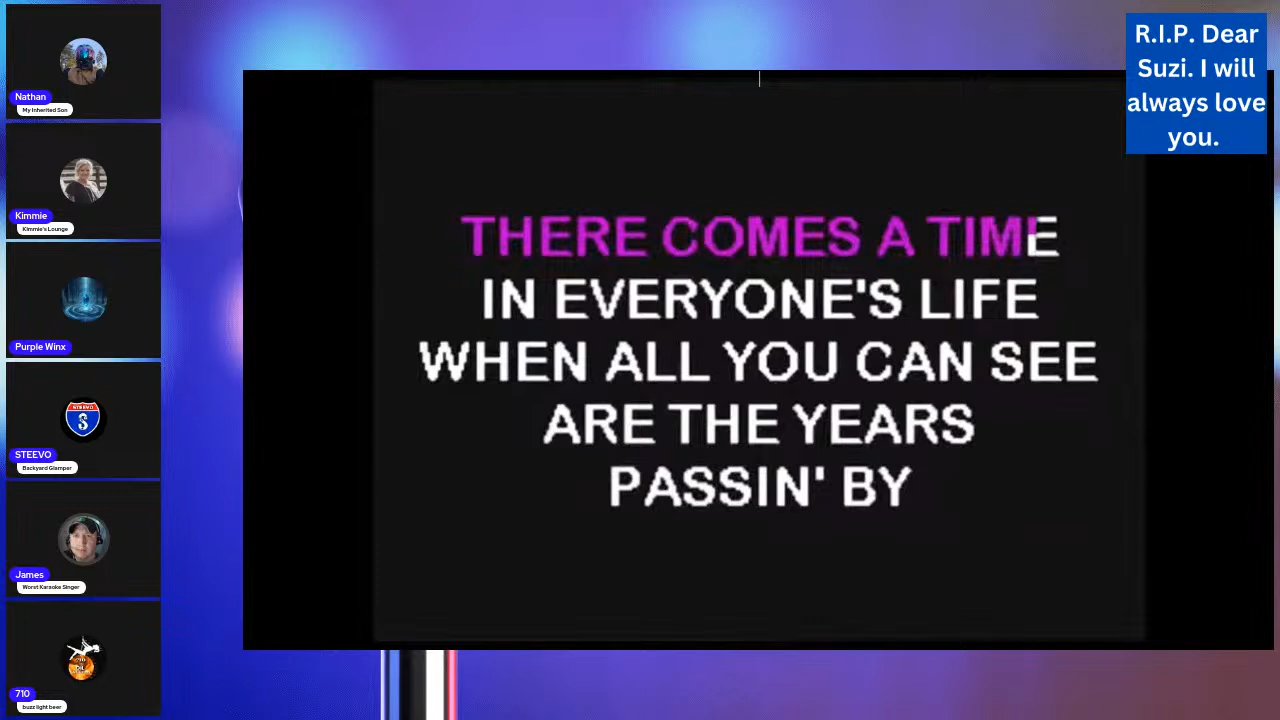 Nathan
My Inherited Son
Kimmie
Kimmie's Lounge
Purple Winx
STEEVO
S
STEEVO
Backyard Glamper
James
Worst Karaoke Singer
710
buzz light beer
THERE COMES A TIME
IN EVERYONE'S LIFE
WHEN ALL YOU CAN SEE
ARE THE YEARS
PASSIN' BY
R.I.P. Dear
Suzi. I will
always love
you.